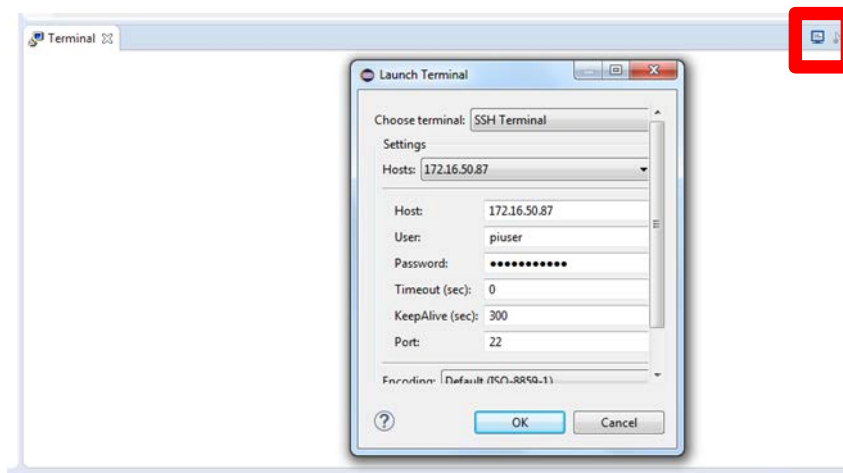 Terminal
Launch Terminal
Choose terminal: SSH Terminal
Settings
Hosts: 172.16.50.87
Host: 172.16.50.87
User: piuser
Password: ●●●●●●●●●●●
Timeout (sec): 0
KeepAlive (sec): 300
Port: 22
Encoding: Default (ISO-8859-1)
OK Cancel